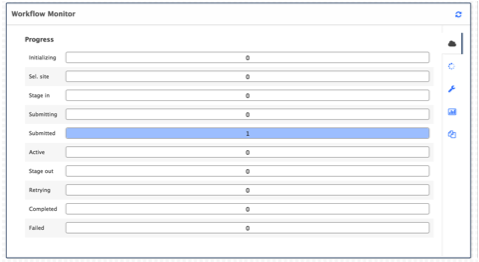 Workflow Monitor
Progress
Initializing 0
Sel. site 0
Stage in 0
Submitting 0
Submitted 1
Active 0
Stage out 0
Retrying 0
Completed 0
Failed 0